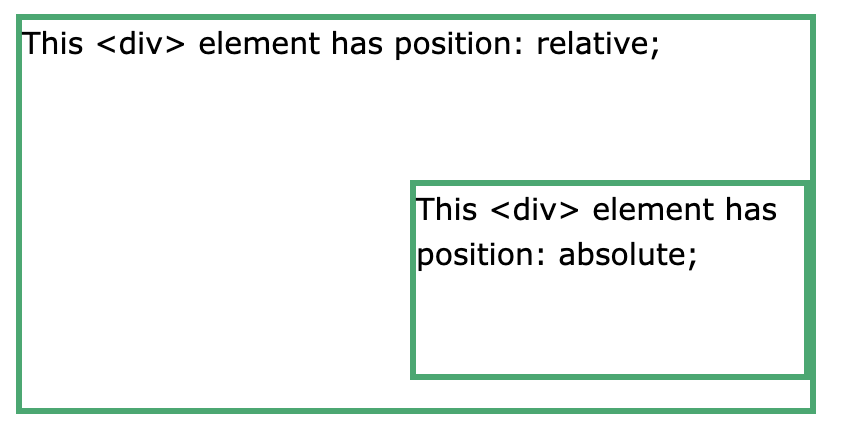 This <div> element has position: relative;
This <div> element has
position: absolute;